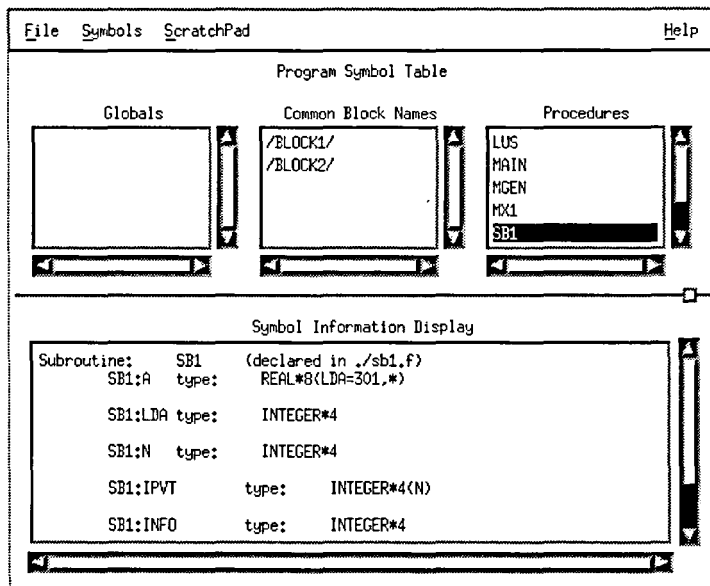 File Symbols ScratchPad Help
Program Symbol Table
Globals Common Block Names Procedures
/BLOCK1/
/BLOCK2/
LUS
MAIN
MGEN
MX1
SB1
Symbol Information Display
Subroutine: SB1 (declared in ./sb1.f)
SB1:A type: REAL*8(LDA=301,*)
SB1:LDA type: INTEGER*4
SB1:N type: INTEGER*4
SB1:IPVT type: INTEGER*4(N)
SB1:INFO type: INTEGER*4